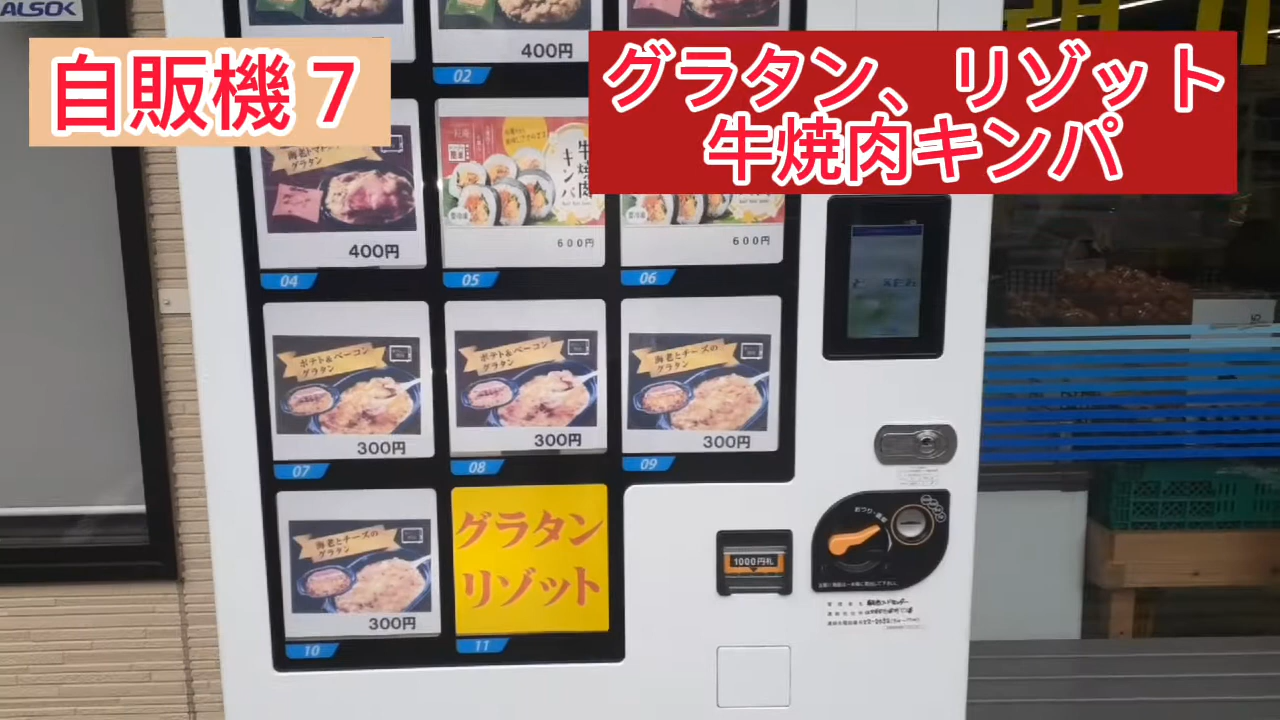 ALSOK
自販機７
グラタン、リゾット
牛焼肉キンパ
400円
02
グラタン
400円
04
牛焼肉
キンパ
600円
05
600円
06
ポテト&ベーコン
グラタン
300円
07
ポテト&ベーコン
グラタン
300円
08
海老とチーズの
グラタン
300円
09
海老とチーズの
グラタン
300円
10
グラタン
リゾット
11
1000円札